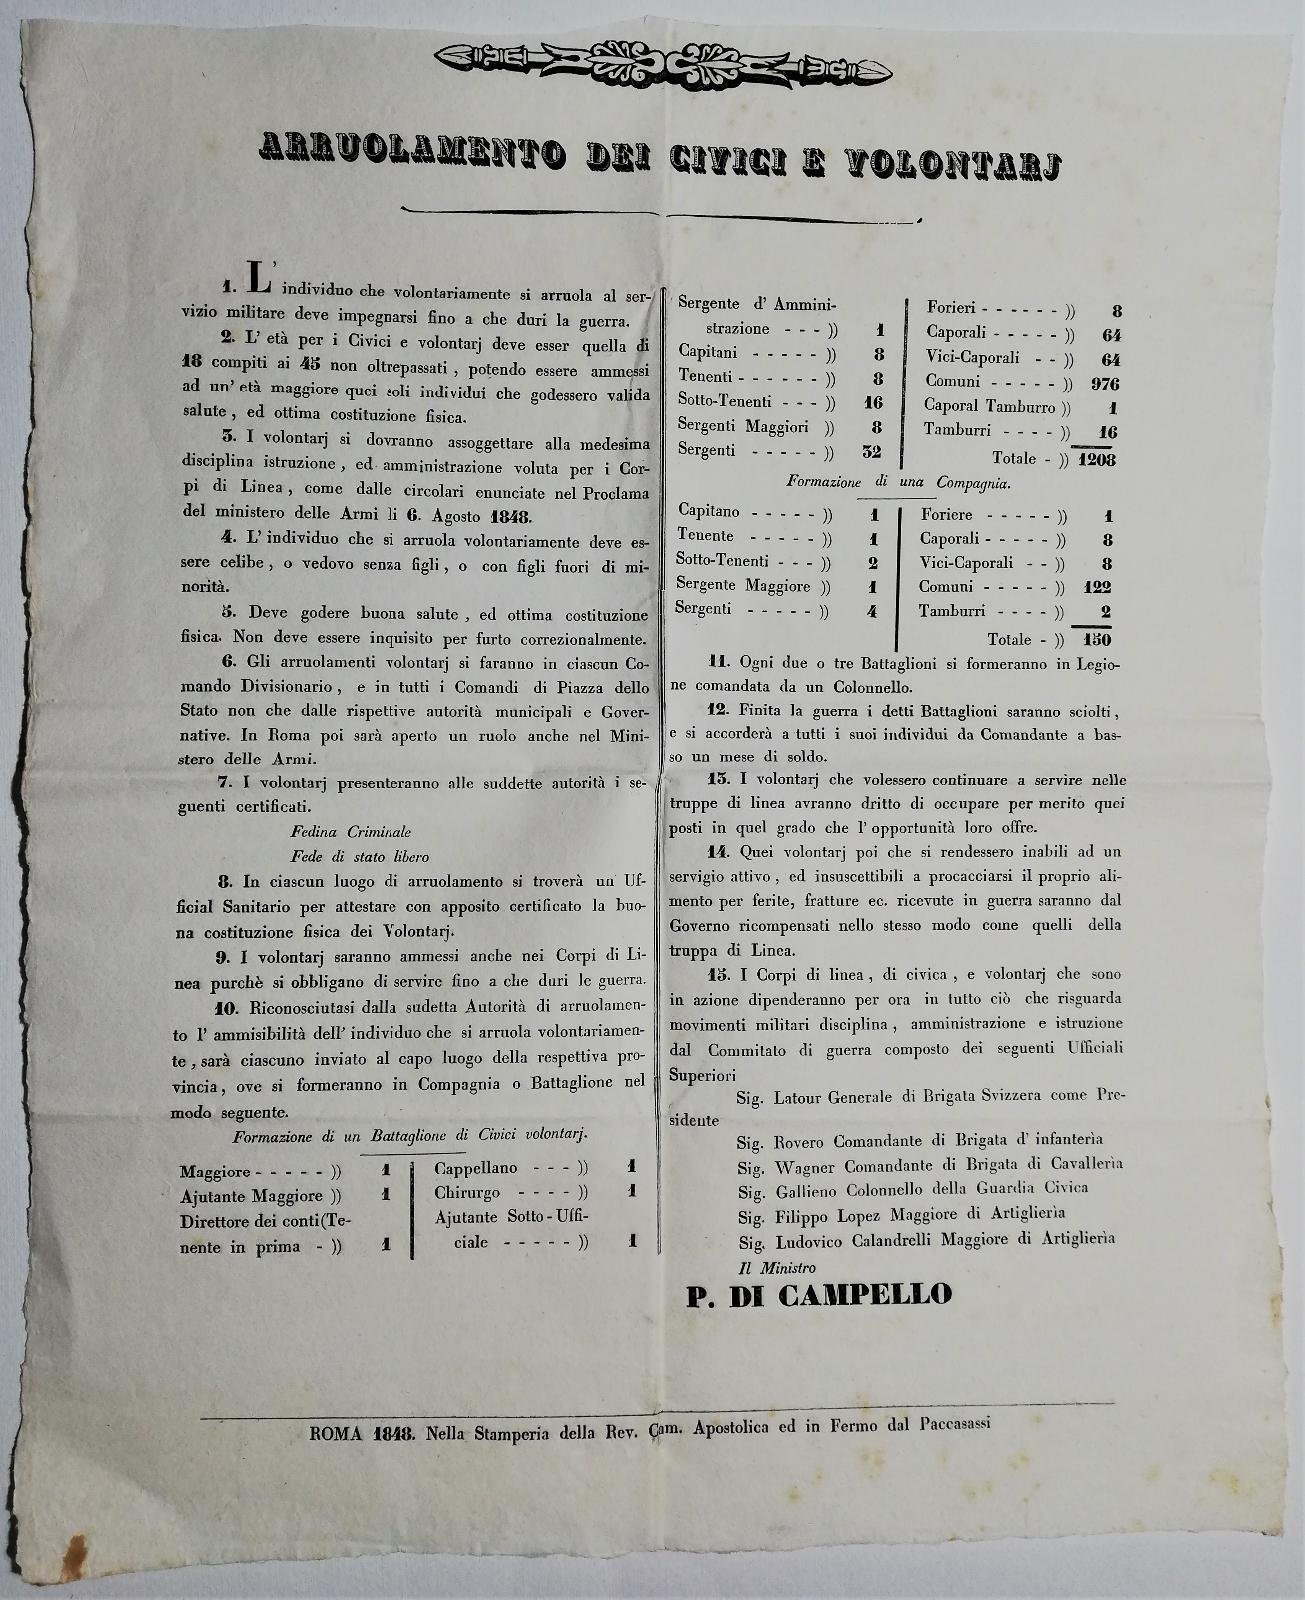 ARRUOLAMENTO DEI CIVICI E VOLONTARJ
1. L' individuo che volontariamente si arruola al ser-
vizio militare deve impegnarsi fino a che duri la guerra.
2. L' età per i Civici e volontarj deve esser quella di
18 compiti ai 45 non oltrepassati, potendo essere ammessi
ad un' età maggiore quei soli individui che godessero valida
salute, ed ottima costituzione fisica.
3. I volontarj si dovranno assoggettare alla medesima
disciplina istruzione, ed amministrazione voluta per i Cor-
pi di Linea, come dalle circolari enunciate nel Proclama
del ministero delle Armi li 6. Agosto 1848.
4. L' individuo che si arruola volontariamente deve es-
sere celibe, o vedovo senza figli, o con figli fuori di mi-
norità.
5. Deve godere buona salute, ed ottima costituzione
fisica. Non deve essere inquisito per furto correzionalmente.
6. Gli arruolamenti volontarj si faranno in ciascun Co-
mando Divisionario, e in tutti i Comandi di Piazza dello
Stato non che dalle rispettive autorità municipali e Gover-
native. In Roma poi sarà aperto un ruolo anche nel Mini-
stero delle Armi.
7. I volontarj presenteranno alle suddette autorità i se-
guenti certificati.
Fedina Criminale
Fede di stato libero
8. In ciascun luogo di arruolamento si troverà un Uf-
ficial Sanitario per attestare con apposito certificato la buo-
na costituzione fisica dei Volontarj.
9. I volontarj saranno ammessi anche nei Corpi di Li-
nea purchè si obbligano di servire fino a che duri le guerra.
10. Riconosciutasi dalla sudetta Autorità di arruolamen-
to l' ammisibilità dell' individuo che si arruola volontariamen-
te, sarà ciascuno inviato al capo luogo della respettiva pro-
vincia, ove si formeranno in Compagnia o Battaglione nel
modo seguente.
Formazione di un Battaglione di Civici volontarj.
Maggiore - - - - - )) 1
Ajutante Maggiore )) 1
Direttore dei conti (Te-
nente in prima - )) 1
Cappellano - - - )) 1
Chirurgo - - - - )) 1
Ajutante Sotto-Uffi-
ciale - - - - - )) 1
Sergente d' Ammini-
strazione - - - )) 1
Capitani - - - - - )) 8
Tenenti - - - - - - )) 8
Sotto-Tenenti - - - )) 16
Sergenti Maggiori )) 8
Sergenti - - - - - )) 32
Forieri - - - - - - )) 8
Caporali - - - - - )) 64
Vici-Caporali - - )) 64
Comuni - - - - - )) 976
Caporal Tamburro )) 1
Tamburri - - - - )) 16
Totale - )) 1208
Formazione di una Compagnia.
Capitano - - - - - )) 1
Tenente - - - - - )) 1
Sotto-Tenenti - - - )) 2
Sergente Maggiore )) 1
Sergenti - - - - - )) 4
Foriere - - - - - )) 1
Caporali - - - - - )) 8
Vici-Caporali - - )) 8
Comuni - - - - - )) 122
Tamburri - - - - )) 2
Totale - )) 150
11. Ogni due o tre Battaglioni si formeranno in Legio-
ne comandata da un Colonnello.
12. Finita la guerra i detti Battaglioni saranno sciolti,
e si accorderà a tutti i suoi individui da Comandante a bas-
so un mese di soldo.
13. I volontarj che volessero continuare a servire nelle
truppe di linea avranno dritto di occupare per merito quei
posti in quel grado che l' opportunità loro offre.
14. Quei volontarj poi che si rendessero inabili ad un
servigio attivo, ed insuscettibili a procacciarsi il proprio ali-
mento per ferite, fratture ec. ricevute in guerra saranno dal
Governo ricompensati nello stesso modo come quelli della
truppa di Linea.
15. I Corpi di linea, di civica, e volontarj che sono
in azione dipenderanno per ora in tutto ciò che risguarda
movimenti militari disciplina, amministrazione e istruzione
dal Commitato di guerra composto dei seguenti Ufficiali
Superiori
Sig. Latour Generale di Brigata Svizzera come Pre-
sidente
Sig. Rovero Comandante di Brigata d' infanterìa
Sig. Wagner Comandante di Brigata di Cavallerìa
Sig. Gallieno Colonnello della Guardia Civica
Sig. Filippo Lopez Maggiore di Artiglierìa
Sig. Ludovico Calandrelli Maggiore di Artiglierìa
Il Ministro
P. DI CAMPELLO
ROMA 1848. Nella Stamperia della Rev. Cam. Apostolica ed in Fermo dal Paccasassi